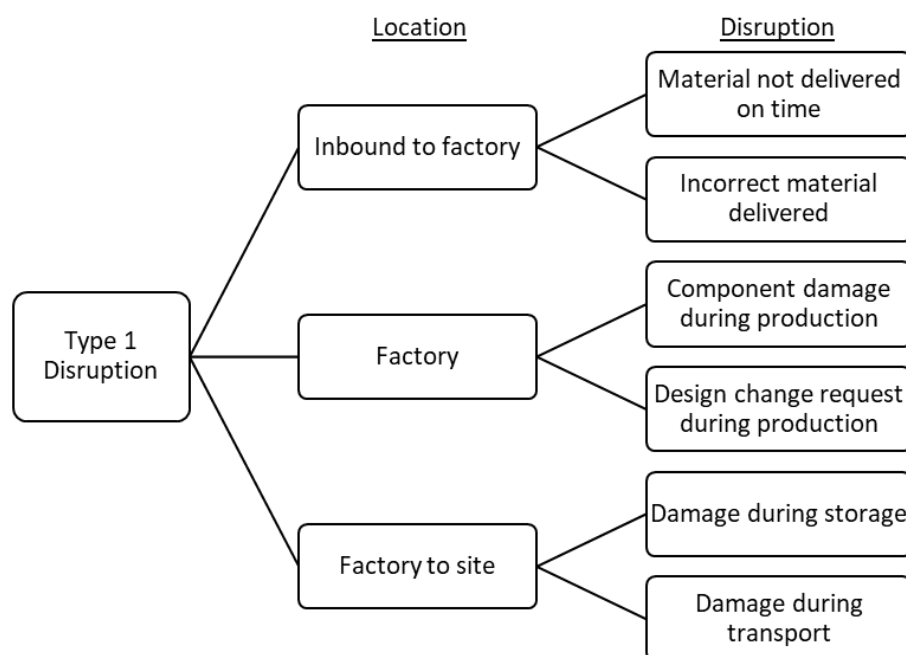 Location
Disruption
Material not delivered
on time
Inbound to factory
Incorrect material
delivered
Component damage
during production
Type 1
Disruption
Factory
Design change request
during production
Damage during storage
Factory to site
Damage during
transport